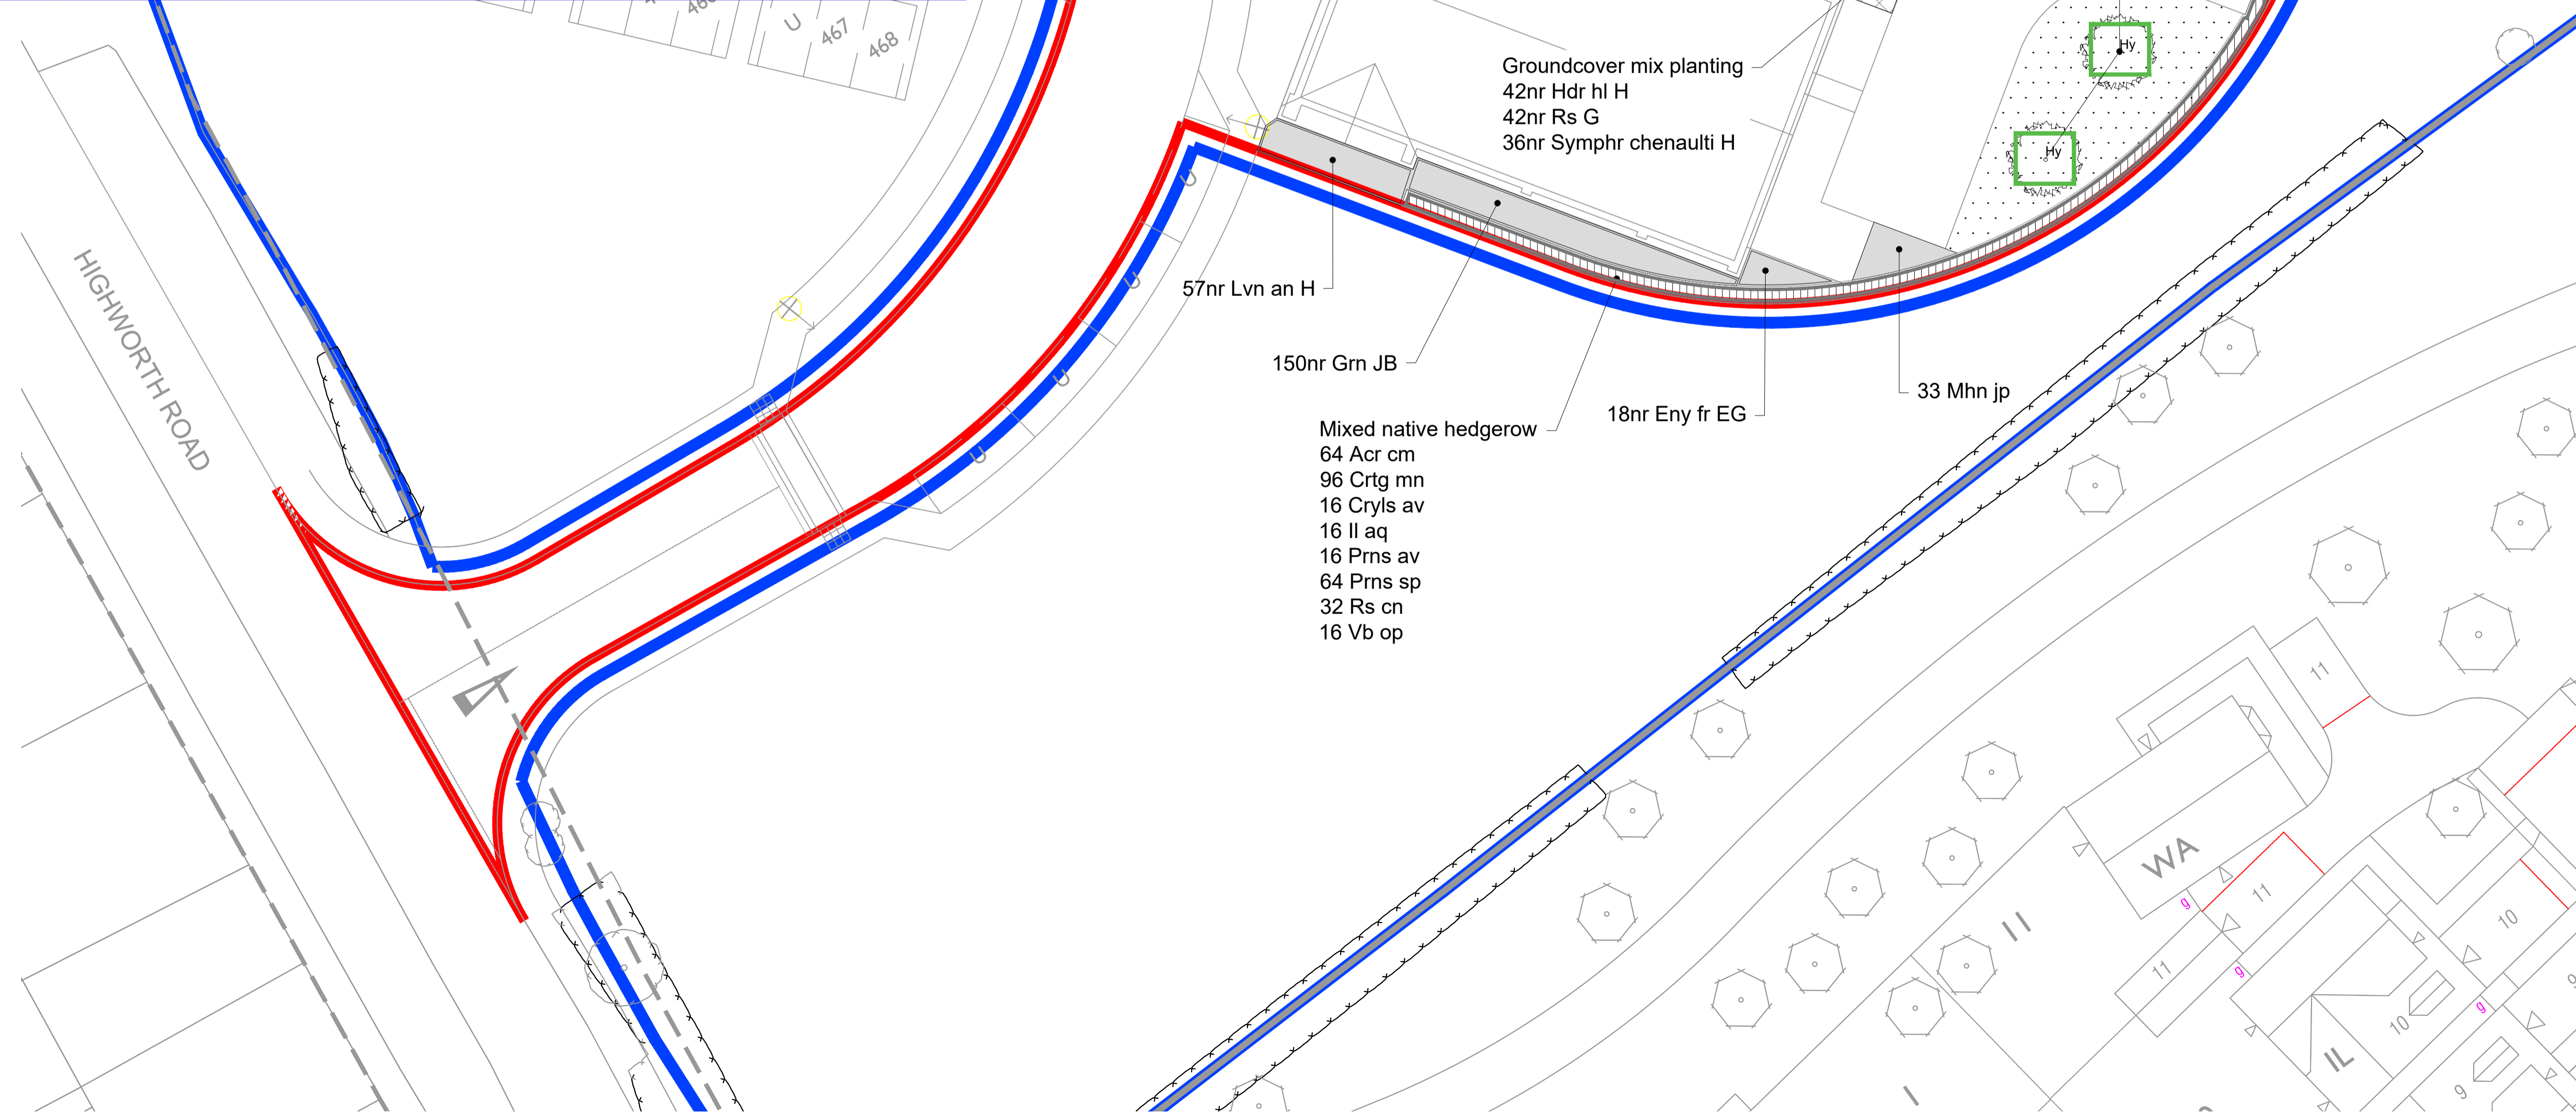 U
467
468
Hy
Hy
Groundcover mix planting
42nr Hdr hl H
42nr Rs G
36nr Symphr chenaulti H
HIGHWORTH ROAD
U
U
U
U
57nr Lvn an H
150nr Grn JB
18nr Eny fr EG
33 Mhn jp
Mixed native hedgerow
64 Acr cm
96 Crtg mn
16 Cryls av
16 Il aq
16 Prns av
64 Prns sp
32 Rs cn
16 Vb op
11
WA
11
g
11
g
10
g
10
IL
9